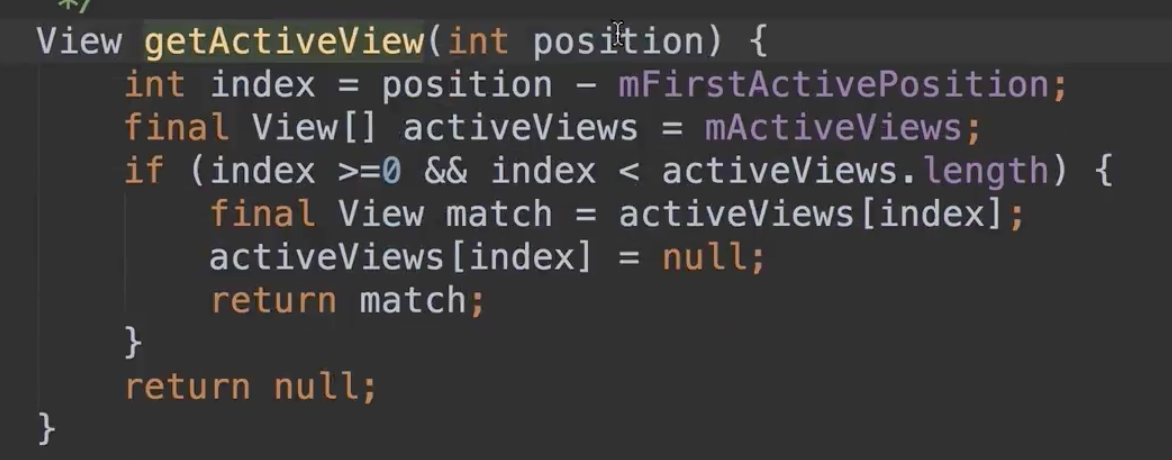 */
View getActiveView(int position) {
    int index = position - mFirstActivePosition;
    final View[] activeViews = mActiveViews;
    if (index >=0 && index < activeViews.length) {
        final View match = activeViews[index];
        activeViews[index] = null;
        return match;
    }
    return null;
}